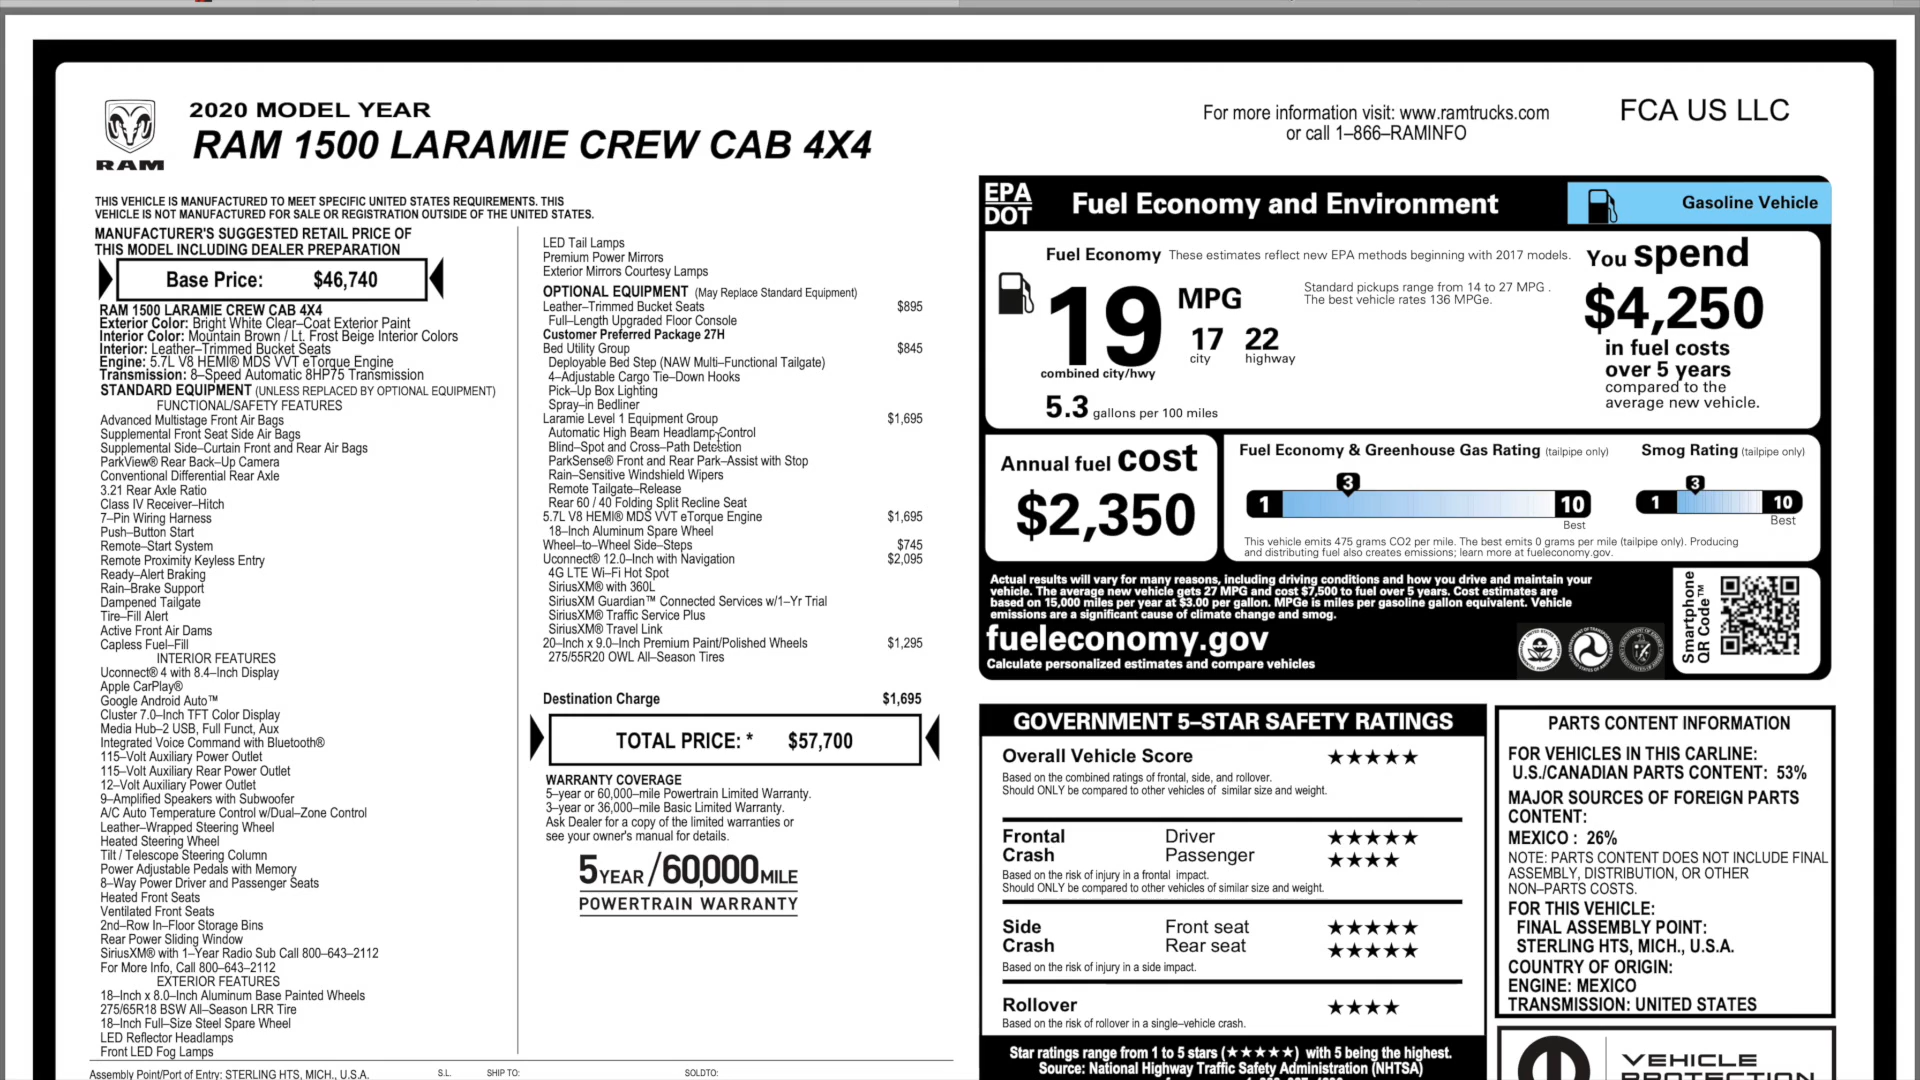 RAM
2020 MODEL YEAR
RAM 1500 LARAMIE CREW CAB 4X4
For more information visit: www.ramtrucks.com
or call 1–866–RAMINFO
FCA US LLC
THIS VEHICLE IS MANUFACTURED TO MEET SPECIFIC UNITED STATES REQUIREMENTS. THIS
VEHICLE IS NOT MANUFACTURED FOR SALE OR REGISTRATION OUTSIDE OF THE UNITED STATES.
MANUFACTURER'S SUGGESTED RETAIL PRICE OF
THIS MODEL INCLUDING DEALER PREPARATION
Base Price: $46,740
RAM 1500 LARAMIE CREW CAB 4X4
Exterior Color: Bright White Clear–Coat Exterior Paint
Interior Color: Mountain Brown / Lt. Frost Beige Interior Colors
Interior: Leather–Trimmed Bucket Seats
Engine: 5.7L V8 HEMI® MDS VVT eTorque Engine
Transmission: 8–Speed Automatic 8HP75 Transmission
STANDARD EQUIPMENT (UNLESS REPLACED BY OPTIONAL EQUIPMENT)
FUNCTIONAL/SAFETY FEATURES
Advanced Multistage Front Air Bags
Supplemental Front Seat Side Air Bags
Supplemental Side–Curtain Front and Rear Air Bags
ParkView® Rear Back–Up Camera
Conventional Differential Rear Axle
3.21 Rear Axle Ratio
Class IV Receiver–Hitch
7–Pin Wiring Harness
Push–Button Start
Remote–Start System
Remote Proximity Keyless Entry
Ready–Alert Braking
Rain–Brake Support
Dampened Tailgate
Tire–Fill Alert
Active Front Air Dams
Capless Fuel–Fill
INTERIOR FEATURES
Uconnect® 4 with 8.4–Inch Display
Apple CarPlay®
Google Android Auto™
Cluster 7.0–Inch TFT Color Display
Media Hub–2 USB, Full Funct, Aux
Integrated Voice Command with Bluetooth®
115–Volt Auxiliary Power Outlet
115–Volt Auxiliary Rear Power Outlet
12–Volt Auxiliary Power Outlet
9–Amplified Speakers with Subwoofer
A/C Auto Temperature Control w/Dual–Zone Control
Leather–Wrapped Steering Wheel
Heated Steering Wheel
Tilt / Telescope Steering Column
Power Adjustable Pedals with Memory
8–Way Power Driver and Passenger Seats
Heated Front Seats
Ventilated Front Seats
2nd–Row In–Floor Storage Bins
Rear Power Sliding Window
SiriusXM® with 1–Year Radio Sub Call 800–643–2112
For More Info, Call 800–643–2112
EXTERIOR FEATURES
18–Inch x 8.0–Inch Aluminum Base Painted Wheels
275/65R18 BSW All–Season LRR Tire
18–Inch Full–Size Steel Spare Wheel
LED Reflector Headlamps
Front LED Fog Lamps
LED Tail Lamps
Premium Power Mirrors
Exterior Mirrors Courtesy Lamps
OPTIONAL EQUIPMENT (May Replace Standard Equipment)
Leather–Trimmed Bucket Seats $895
Full–Length Upgraded Floor Console
Customer Preferred Package 27H
Bed Utility Group $845
Deployable Bed Step (NAW Multi–Functional Tailgate)
4–Adjustable Cargo Tie–Down Hooks
Pick–Up Box Lighting
Spray–in Bedliner
Laramie Level 1 Equipment Group $1,695
Automatic High Beam Headlamp Control
Blind–Spot and Cross–Path Detection
ParkSense® Front and Rear Park–Assist with Stop
Rain–Sensitive Windshield Wipers
Remote Tailgate–Release
Rear 60 / 40 Folding Split Recline Seat
5.7L V8 HEMI® MDS VVT eTorque Engine $1,695
18–Inch Aluminum Spare Wheel
Wheel–to–Wheel Side–Steps $745
Uconnect® 12.0–Inch with Navigation $2,095
4G LTE Wi–Fi Hot Spot
SiriusXM® with 360L
SiriusXM Guardian™ Connected Services w/1–Yr Trial
SiriusXM® Traffic Service Plus
SiriusXM® Travel Link
20–Inch x 9.0–Inch Premium Paint/Polished Wheels $1,295
275/55R20 OWL All–Season Tires
Destination Charge $1,695
TOTAL PRICE: * $57,700
WARRANTY COVERAGE
5–year or 60,000–mile Powertrain Limited Warranty.
3–year or 36,000–mile Basic Limited Warranty.
Ask Dealer for a copy of the limited warranties or
see your owner's manual for details.
5 YEAR / 60,000 MILE
POWERTRAIN WARRANTY
Assembly Point/Port of Entry: STERLING HTS, MICH., U.S.A.
S.L.
SHIP TO:
SOLDTO:
EPA
DOT
Fuel Economy and Environment
Gasoline Vehicle
Fuel Economy These estimates reflect new EPA methods beginning with 2017 models.
19 MPG
17 22
city highway
combined city/hwy
5.3 gallons per 100 miles
Standard pickups range from 14 to 27 MPG .
The best vehicle rates 136 MPGe.
You spend
$4,250
in fuel costs
over 5 years
compared to the
average new vehicle.
Annual fuel cost
$2,350
Fuel Economy & Greenhouse Gas Rating (tailpipe only)
3
1 10
Best
Smog Rating (tailpipe only)
3
1 10
Best
This vehicle emits 475 grams CO2 per mile. The best emits 0 grams per mile (tailpipe only). Producing
and distributing fuel also creates emissions; learn more at fueleconomy.gov.
Actual results will vary for many reasons, including driving conditions and how you drive and maintain your
vehicle. The average new vehicle gets 27 MPG and cost $7,500 to fuel over 5 years. Cost estimates are
based on 15,000 miles per year at $3.00 per gallon. MPGe is miles per gasoline gallon equivalent. Vehicle
emissions are a significant cause of climate change and smog.
fueleconomy.gov
Calculate personalized estimates and compare vehicles
Smartphone
QR Code™
GOVERNMENT 5–STAR SAFETY RATINGS
Overall Vehicle Score ★★★★★
Based on the combined ratings of frontal, side, and rollover.
Should ONLY be compared to other vehicles of similar size and weight.
Frontal Driver ★★★★★
Crash Passenger ★★★★
Based on the risk of injury in a frontal impact.
Should ONLY be compared to other vehicles of similar size and weight.
Side Front seat ★★★★★
Crash Rear seat ★★★★★
Based on the risk of injury in a side impact.
Rollover ★★★★
Based on the risk of rollover in a single–vehicle crash.
Star ratings range from 1 to 5 stars (★★★★★) with 5 being the highest.
Source: National Highway Traffic Safety Administration (NHTSA)
PARTS CONTENT INFORMATION
FOR VEHICLES IN THIS CARLINE:
U.S./CANADIAN PARTS CONTENT: 53%
MAJOR SOURCES OF FOREIGN PARTS
CONTENT:
MEXICO : 26%
NOTE: PARTS CONTENT DOES NOT INCLUDE FINAL
ASSEMBLY, DISTRIBUTION, OR OTHER
NON–PARTS COSTS.
FOR THIS VEHICLE:
FINAL ASSEMBLY POINT:
STERLING HTS, MICH., U.S.A.
COUNTRY OF ORIGIN:
ENGINE: MEXICO
TRANSMISSION: UNITED STATES
VEHICLE
PROTECTION